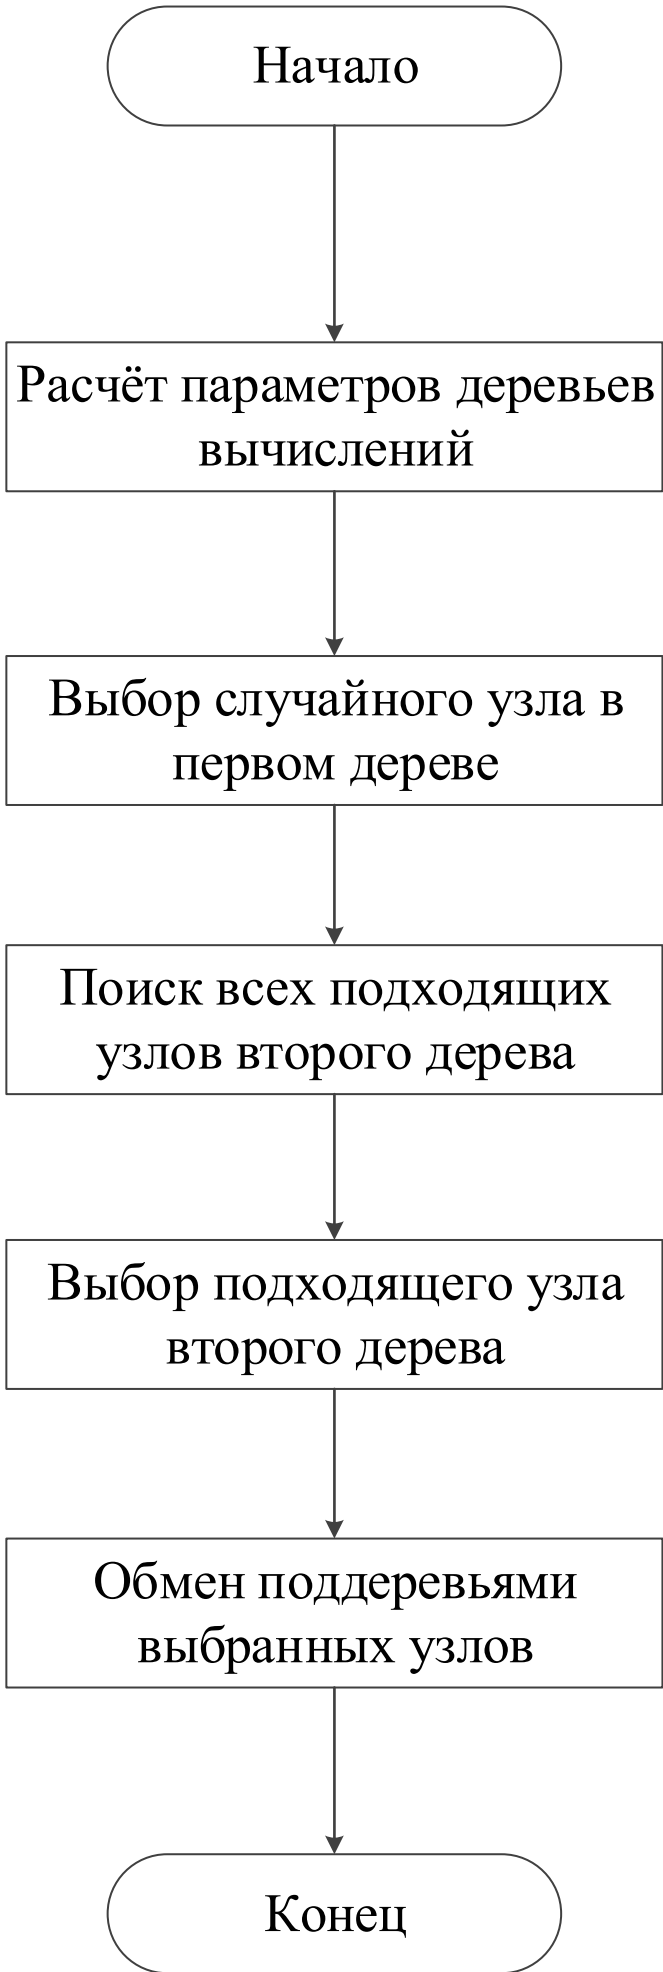 Начало
Расчёт параметров деревьев
вычислений
Выбор случайного узла в
первом дереве
Поиск всех подходящих
узлов второго дерева
Выбор подходящего узла
второго дерева
Обмен поддеревьями
выбранных узлов
Конец